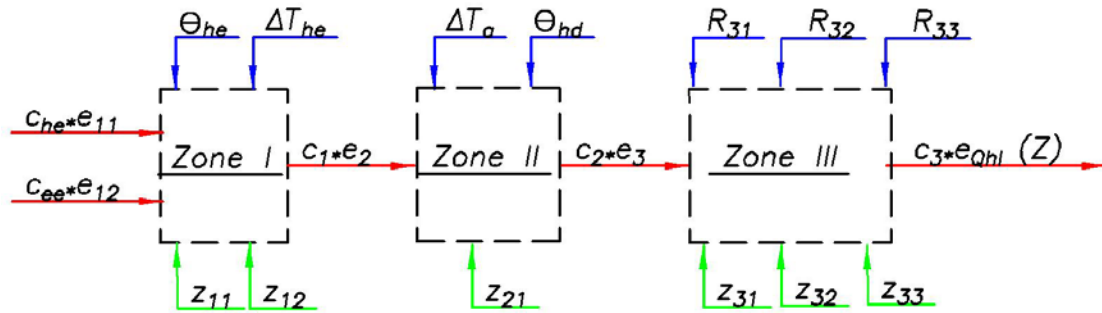 Θhe ΔThe ΔTa Θhd R31 R32 R33
che*e11
Zone I c1*e2 Zone II c2*e3 Zone III c3*eQhl (Z)
cee*e12
z11 z12 z21 z31 z32 z33